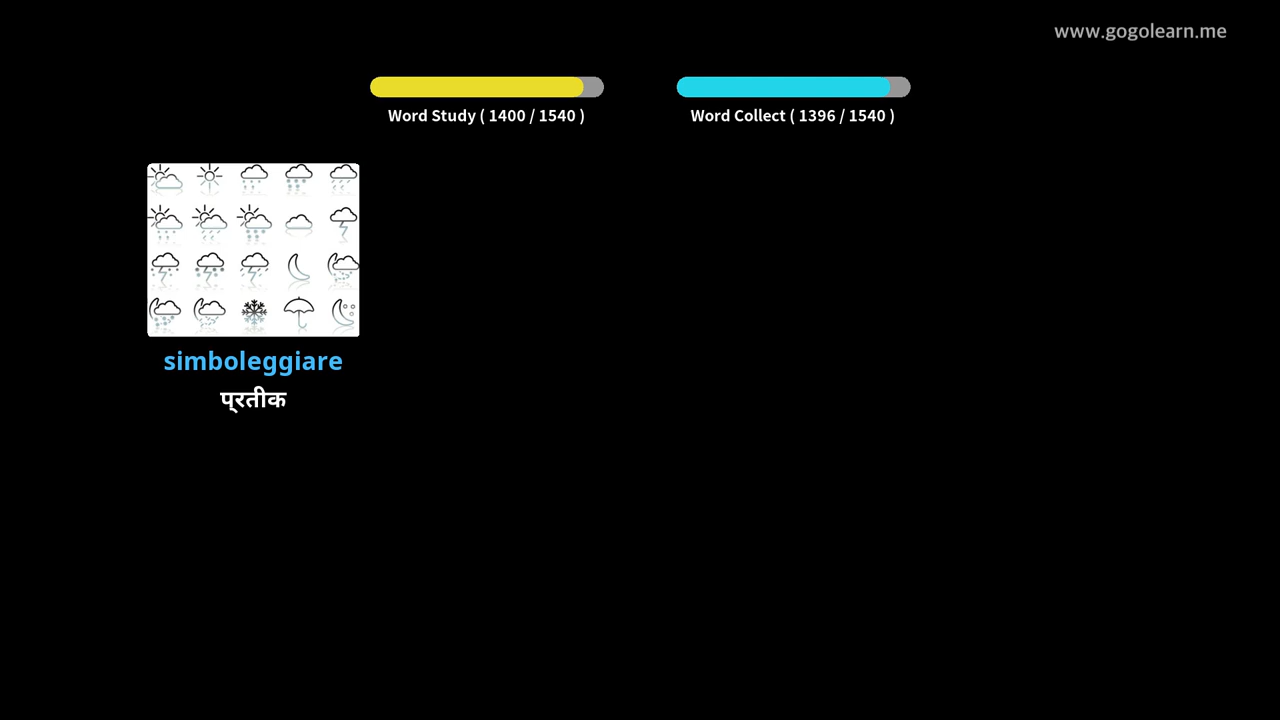 www.gogolearn.me
Word Study ( 1400 / 1540 )
Word Collect ( 1396 / 1540 )
simboleggiare
प्रतीक